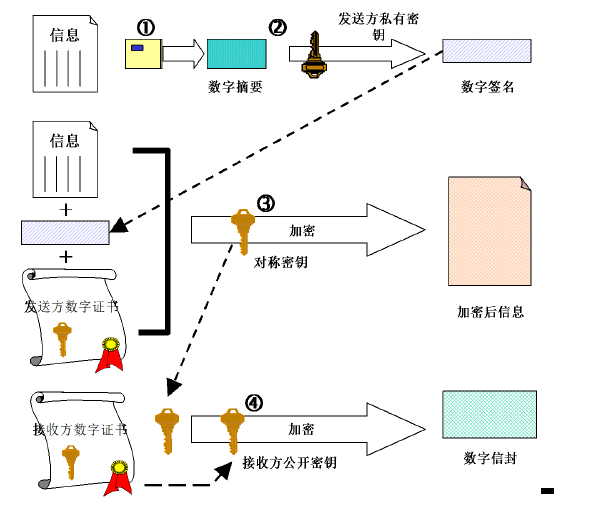 信息
①
②
发送方私有密
钥
数字摘要
数字签名
信息
+
+
③
加密
对称密钥
加密后信息
发送方数字证书
接收方数字证书
④
加密
接收方公开密钥
数字信封